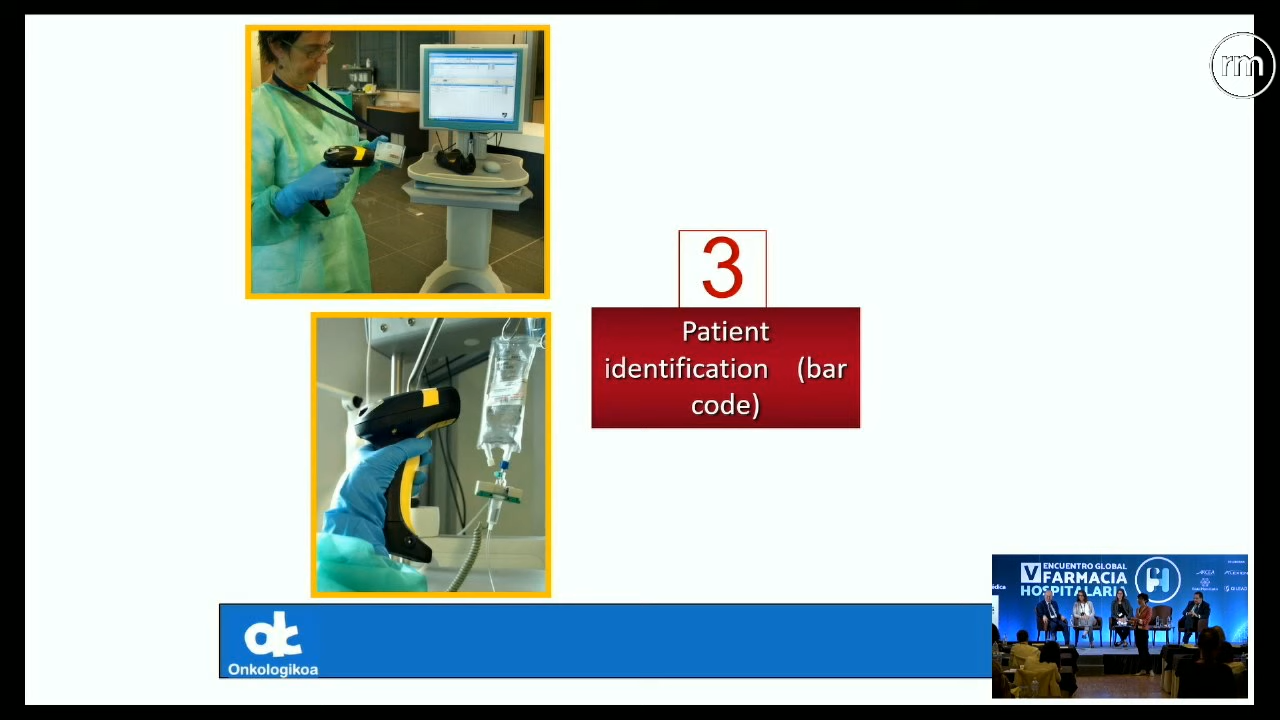 rm
3
Patient
identification (bar
code)
Onkologikoa
V ENCUENTRO GLOBAL
FARMACIA
HOSPITALARIA